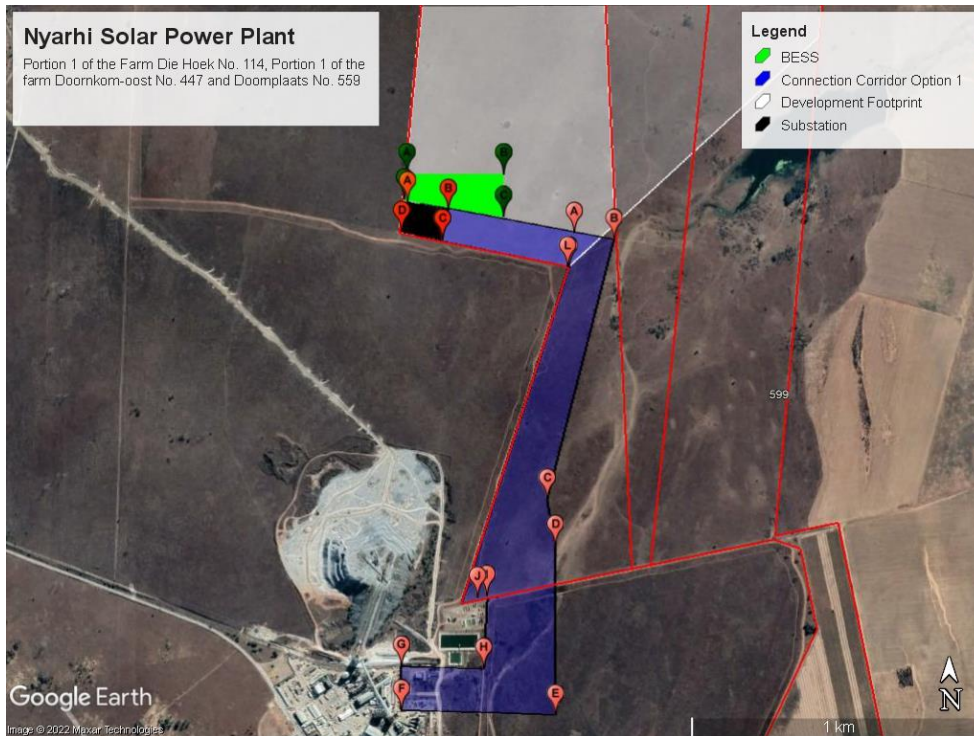 Nyarhi Solar Power Plant
Portion 1 of the Farm Die Hoek No. 114, Portion 1 of the
farm Doornkom-oost No. 447 and Doornplaats No. 559
Legend
BESS
Connection Corridor Option 1
Development Footprint
Substation
A
B
A
B
C
D
C
A
B
L
599
C
D
J
I
G
H
F
E
Google Earth
Image © 2022 Maxar Technologies
N
1 km